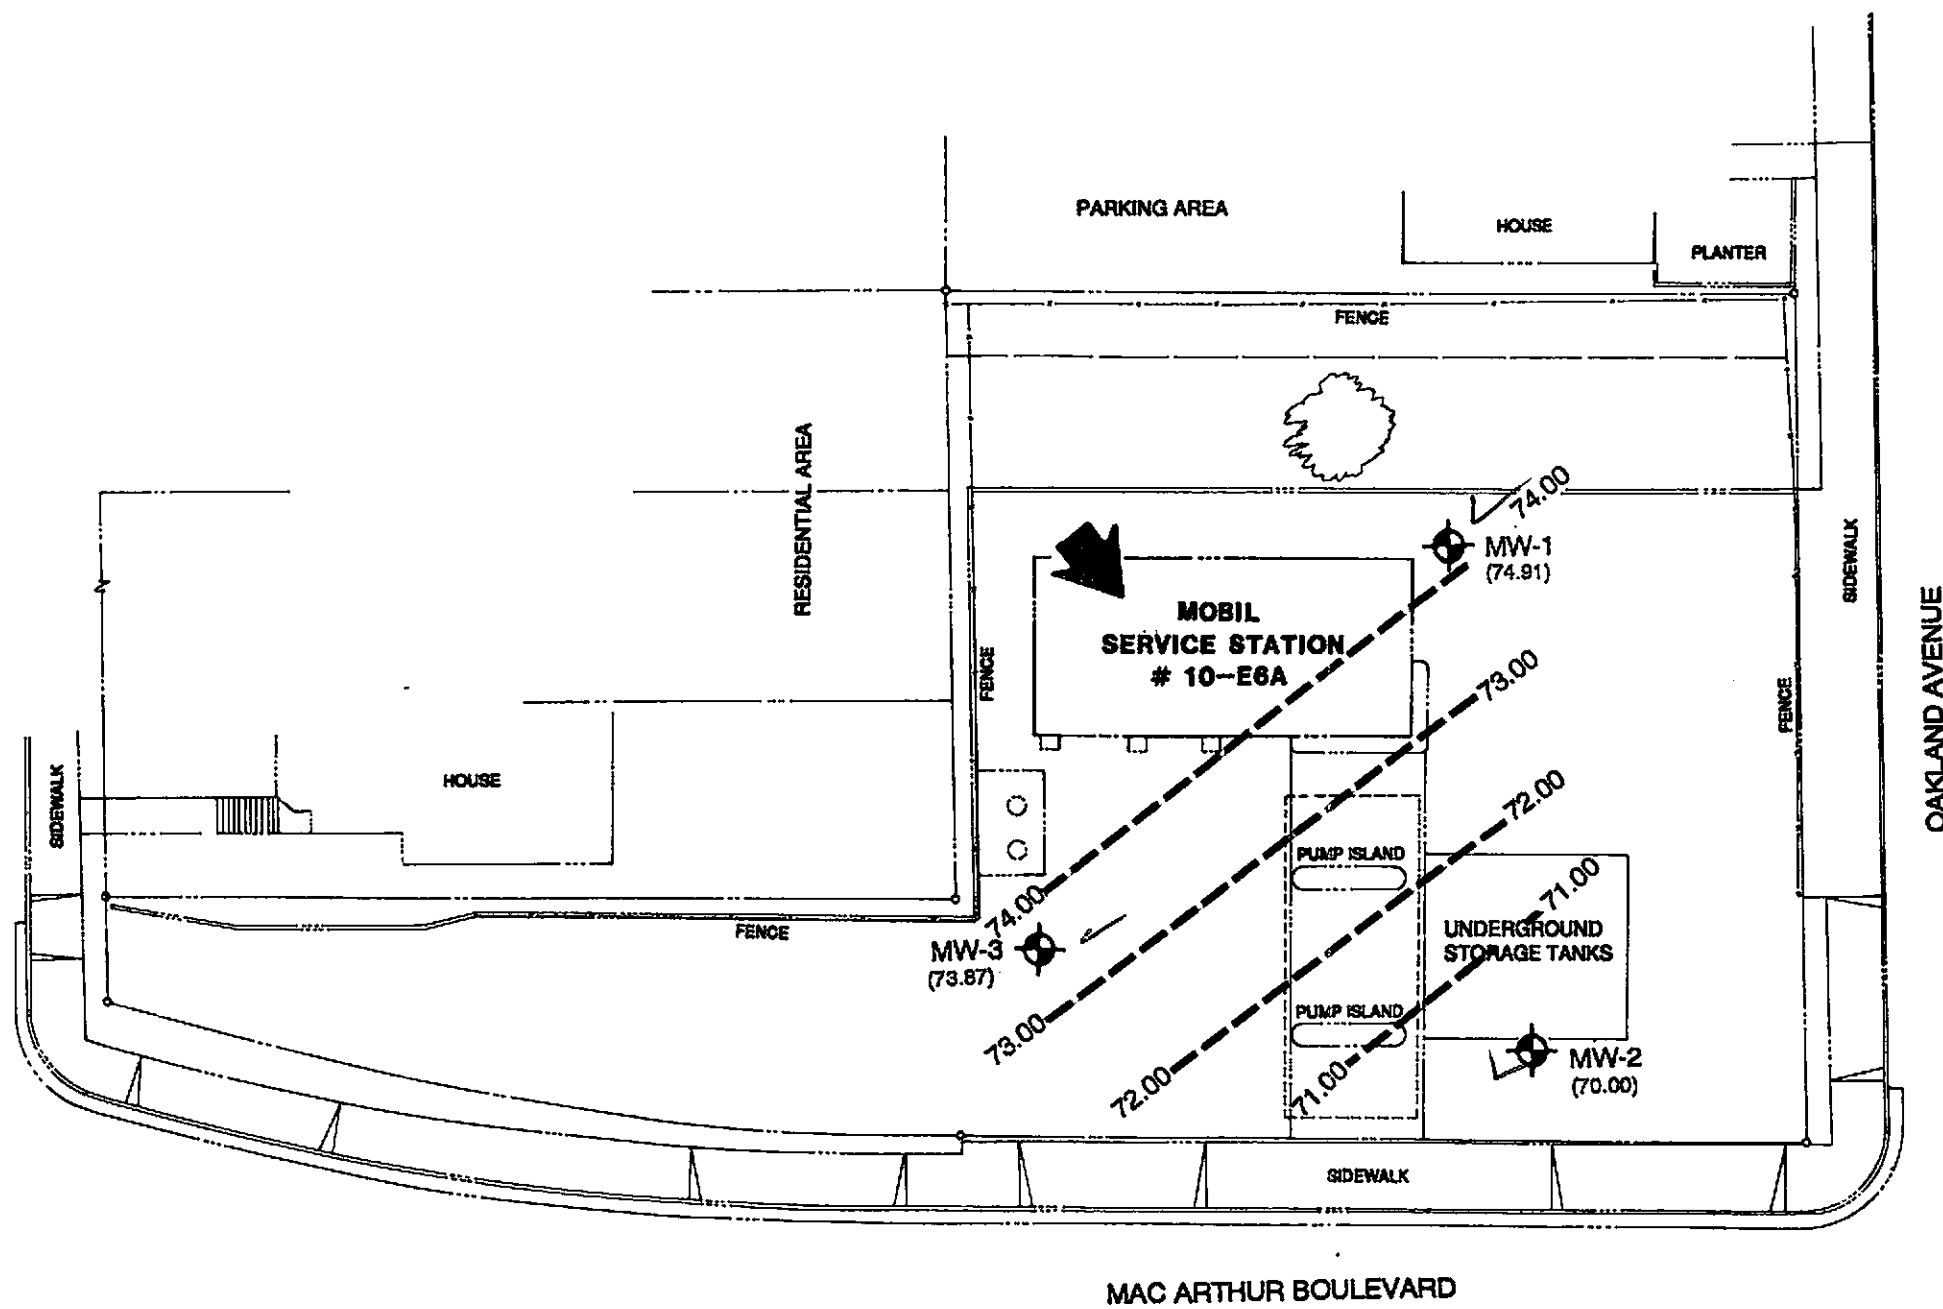 PARKING AREA
HOUSE
PLANTER
FENCE
RESIDENTIAL AREA
74.00
MW-1
(74.91)
SIDEWALK
OAKLAND AVENUE
MOBIL
SERVICE STATION
# 10-E6A
FENCE
73.00
FENCE
SIDEWALK
HOUSE
72.00
PUMP ISLAND
71.00
74.00
FENCE
UNDERGROUND
STORAGE TANKS
MW-3
(73.87)
PUMP ISLAND
73.00
MW-2
(70.00)
72.00
71.00
SIDEWALK
MAC ARTHUR BOULEVARD